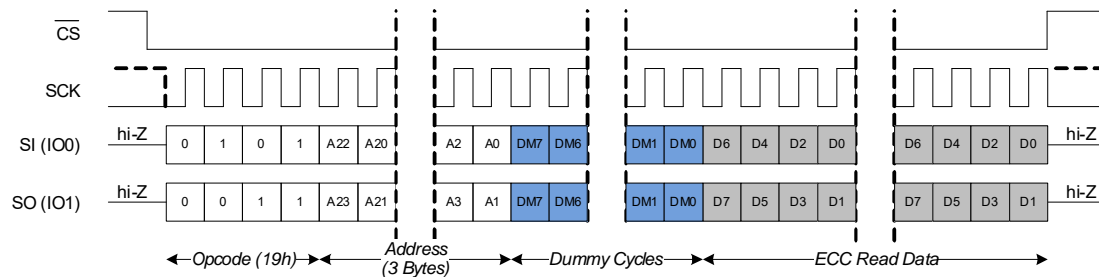 CS
SCK
SI (IO0) hi-Z 0 1 0 1 A22 A20 A2 A0 DM7 DM6 DM1 DM0 D6 D4 D2 D0 D6 D4 D2 D0 hi-Z
SO (IO1) hi-Z 0 0 1 1 A23 A21 A3 A1 DM7 DM6 DM1 DM0 D7 D5 D3 D1 D7 D5 D3 D1 hi-Z
Opcode (19h) Address Dummy Cycles ECC Read Data
(3 Bytes)